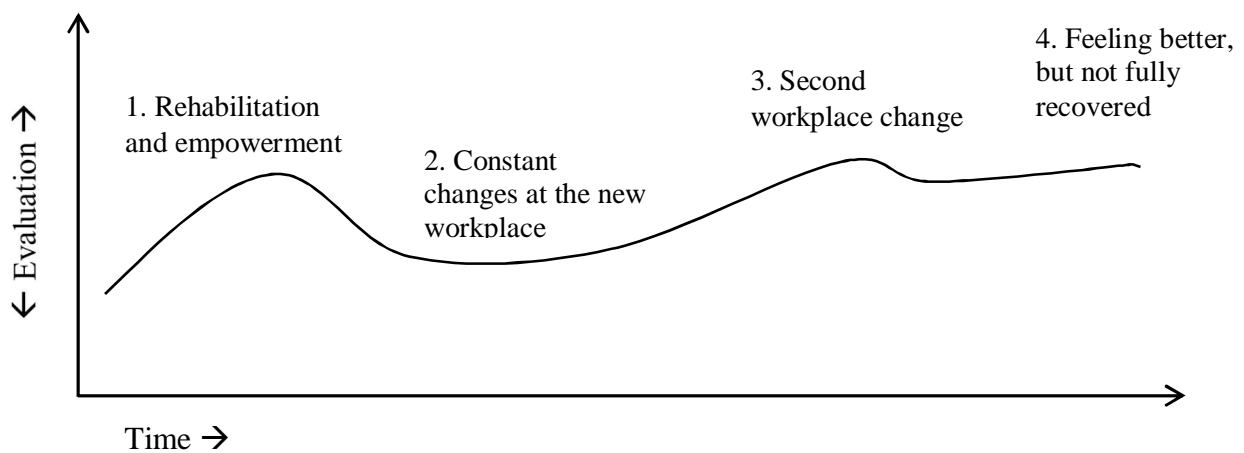 4. Feeling better,
but not fully
recovered
3. Second
workplace change
1. Rehabilitation
and empowerment
2. Constant
changes at the new
workplace
← Evaluation →
Time →